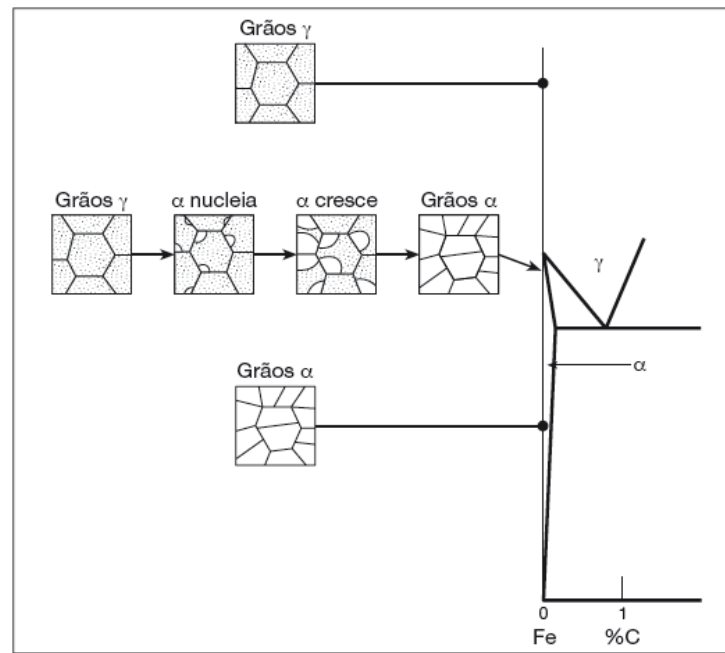 Grãos γ
Grãos γ
α nucleia
α cresce
Grãos α
γ
Grãos α
α
0
1
Fe
%C